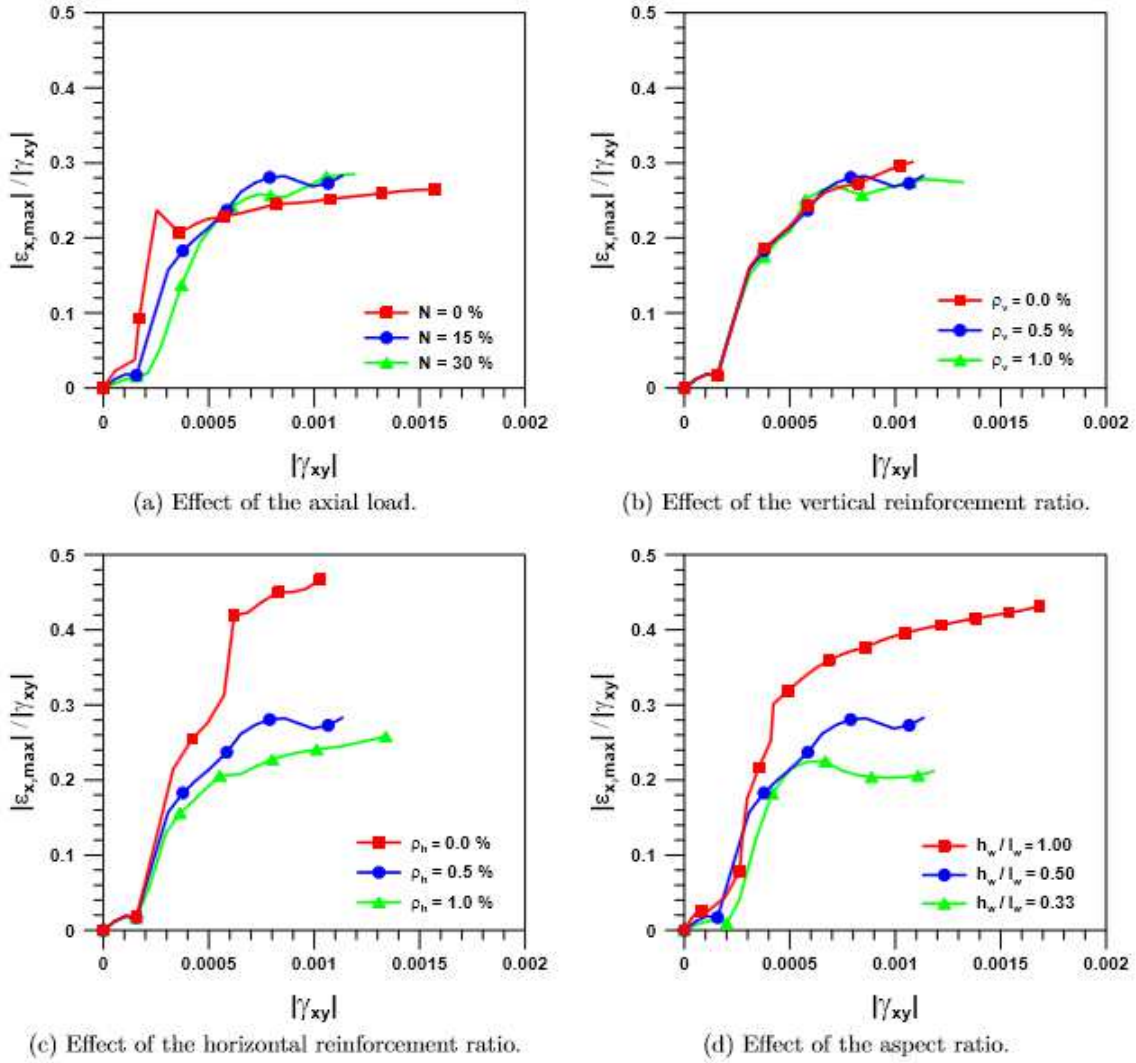 0.5
0.4
0.3
0.2
0.1
0
|εx,max| / |γxy|
N = 0 %
N = 15 %
N = 30 %
0 0.0005 0.001 0.0015 0.002
|γxy|
(a) Effect of the axial load.
0.5
0.4
0.3
0.2
0.1
0
|εx,max| / |γxy|
ρv = 0.0 %
ρv = 0.5 %
ρv = 1.0 %
0 0.0005 0.001 0.0015 0.002
|γxy|
(b) Effect of the vertical reinforcement ratio.
0.5
0.4
0.3
0.2
0.1
0
|εx,max| / |γxy|
ρh = 0.0 %
ρh = 0.5 %
ρh = 1.0 %
0 0.0005 0.001 0.0015 0.002
|γxy|
(c) Effect of the horizontal reinforcement ratio.
0.5
0.4
0.3
0.2
0.1
0
|εx,max| / |γxy|
hw / lw = 1.00
hw / lw = 0.50
hw / lw = 0.33
0 0.0005 0.001 0.0015 0.002
|γxy|
(d) Effect of the aspect ratio.